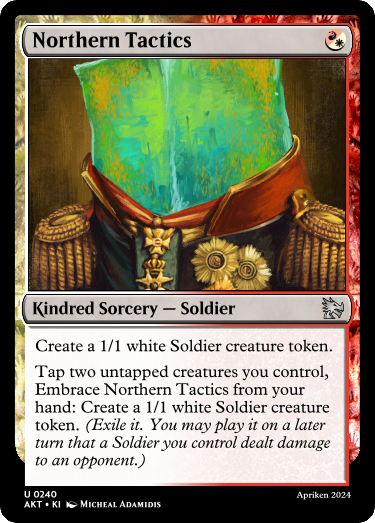 Northern Tactics
Kindred Sorcery — Soldier
Create a 1/1 white Soldier creature token.
Tap two untapped creatures you control,
Embrace Northern Tactics from your
hand: Create a 1/1 white Soldier creature
token. (Exile it. You may play it on a later
turn that a Soldier you control dealt damage
to an opponent.)
U 0240
Apriken 2024
AKT • KI Micheal Adamidis